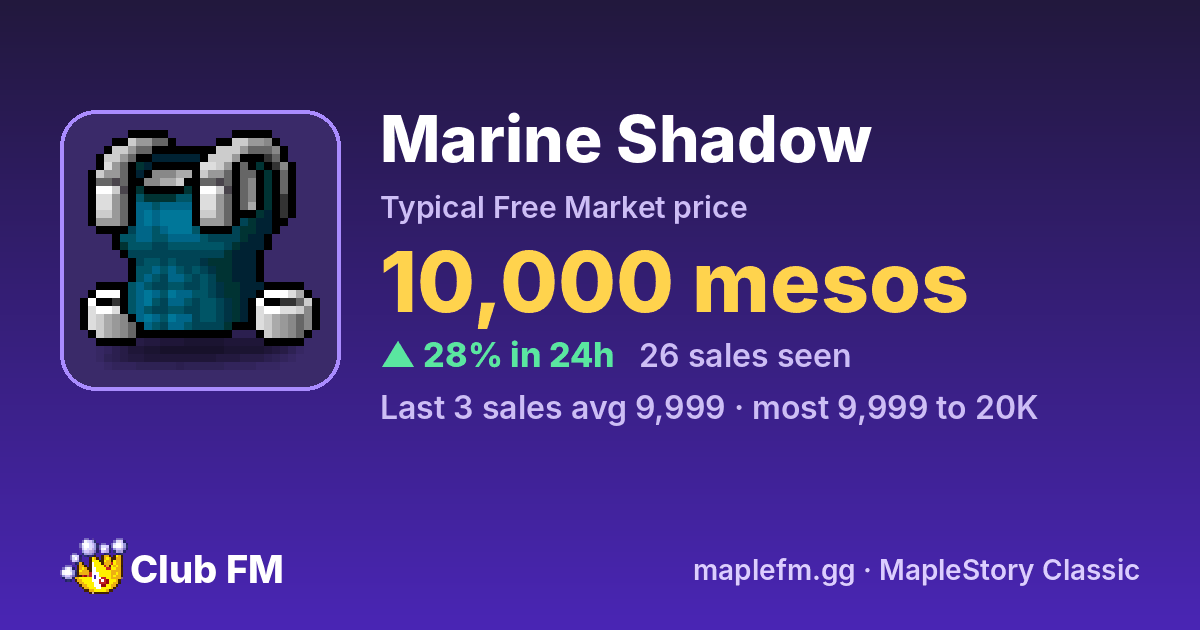 Marine Shadow
Typical Free Market price
10,000 mesos
▲ 28% in 24h 26 sales seen
Last 3 sales avg 9,999 · most 9,999 to 20K
Club FM
maplefm.gg · MapleStory Classic